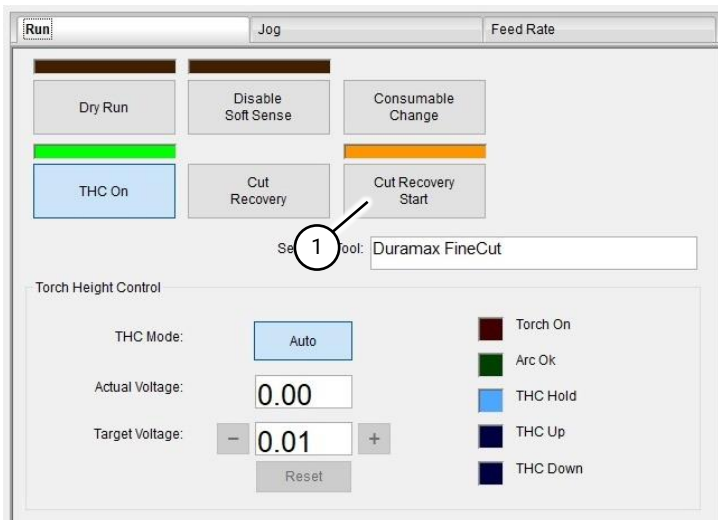 Run Jog Feed Rate
Dry Run
Disable
Soft Sense
Consumable
Change
THC On
Cut
Recovery
Cut Recovery
Start
1
Tool: Duramax FineCut
Torch Height Control
THC Mode: Auto
Actual Voltage: 0.00
Target Voltage: − 0.01 +
Reset
Torch On
Arc Ok
THC Hold
THC Up
THC Down